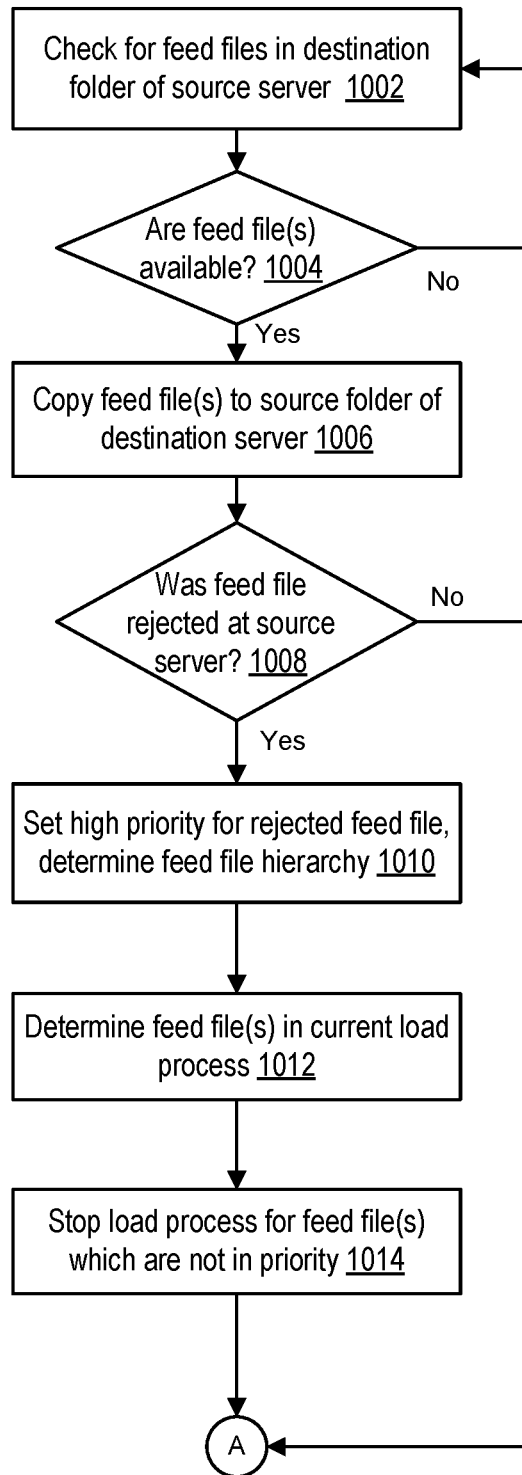 Check for feed files in destination
folder of source server 1002
Are feed file(s)
available? 1004
No
Yes
Copy feed file(s) to source folder of
destination server 1006
Was feed file
rejected at source
server? 1008
No
Yes
Set high priority for rejected feed file,
determine feed file hierarchy 1010
Determine feed file(s) in current load
process 1012
Stop load process for feed file(s)
which are not in priority 1014
A